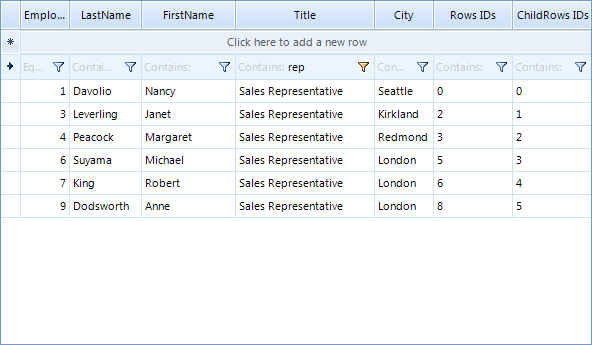 Emplo... LastName FirstName Title City Rows IDs ChildRows IDs
Click here to add a new row
Eq... Contai... Contains: Contains: rep Con... Contains: Contains:
1 Davolio Nancy Sales Representative Seattle 0 0
3 Leverling Janet Sales Representative Kirkland 2 1
4 Peacock Margaret Sales Representative Redmond 3 2
6 Suyama Michael Sales Representative London 5 3
7 King Robert Sales Representative London 6 4
9 Dodsworth Anne Sales Representative London 8 5